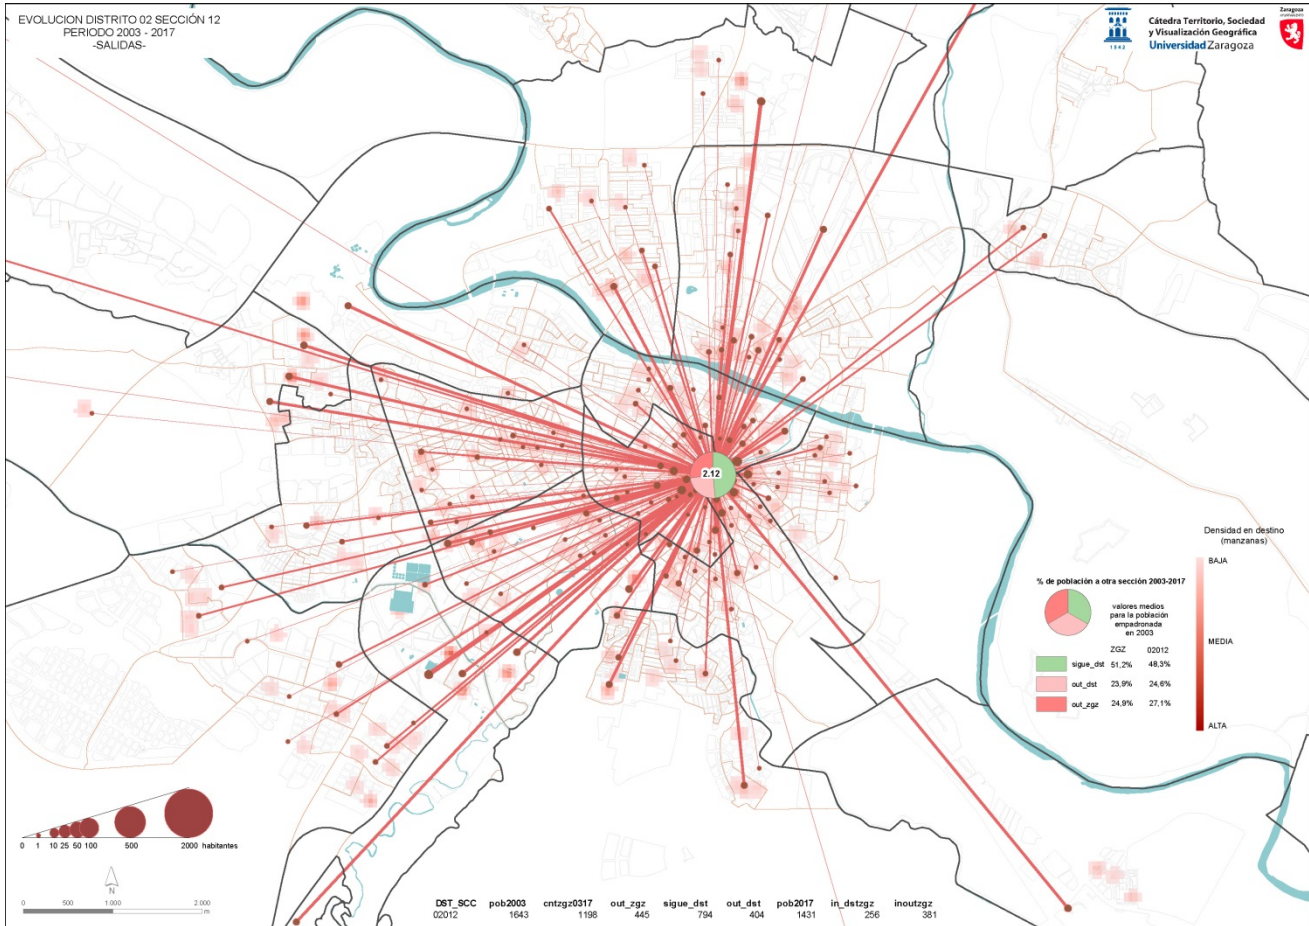 EVOLUCION DISTRITO 02 SECCIÓN 12
PERIODO 2003 - 2017
-SALIDAS-
1542
Cátedra Territorio, Sociedad
y Visualización Geográfica
Universidad Zaragoza
Zaragoza
2.12
Densidad en destino
(manzanas)
BAJA
MEDIA
ALTA
% de población a otra sección 2003-2017
valores medios
para la población
empadronada
en 2003
ZGZ 02012
sigue_dst 51,2% 48,3%
out_dst 23,9% 24,6%
out_zgz 24,9% 27,1%
0 1 10 25 50 100 500 2000 habitantes
N
0 500 1.000 2.000
m
DST_SCC pob2003 cntzgz0317 out_zgz sigue_dst out_dst pob2017 in_dstzgz inoutzgz
02012 1643 1198 445 794 404 1431 256 381